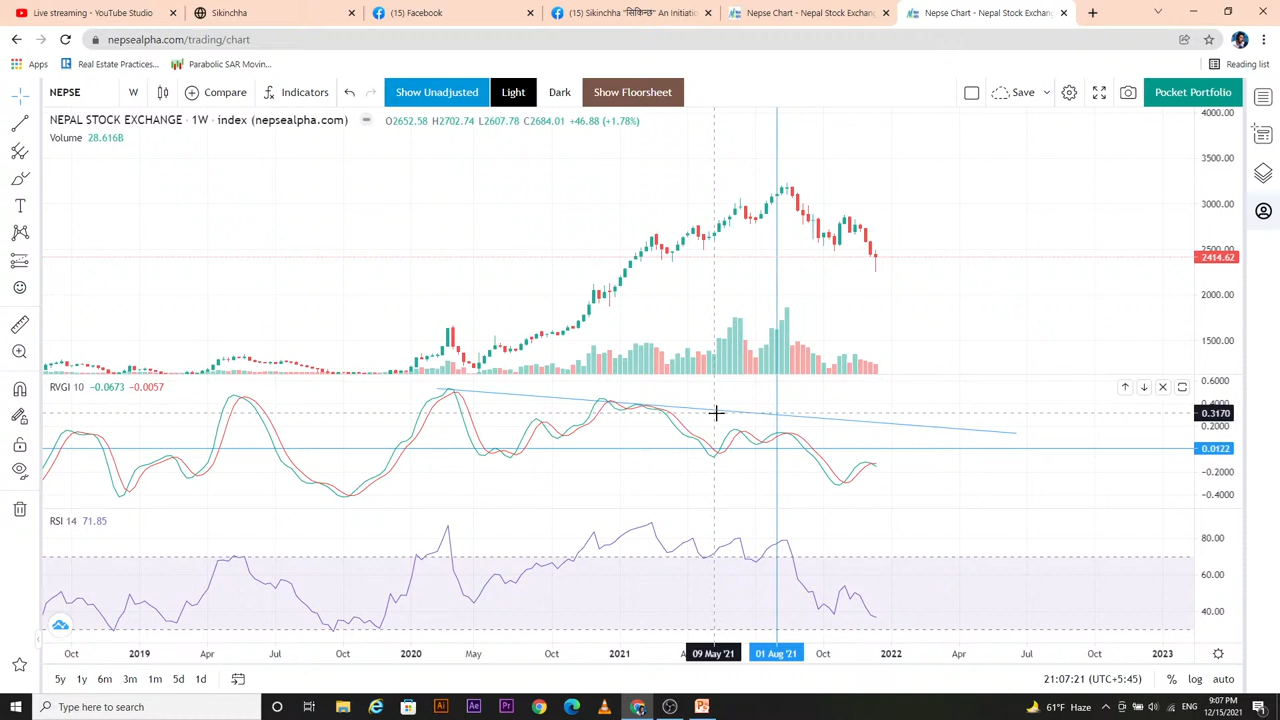 Live streaming - YouTube Studio
Sikincha
(15) Facebook
(15) Sikinchha "सिकिन्छ" An Initiati
Nepse Chart - Nepal Stock Exchan
Nepse Chart - Nepal Stock Exchan
nepsealpha.com/trading/chart
Apps
Real Estate Practices...
Parabolic SAR Movin...
Reading list
NEPSE
W
Compare
Indicators
Show Unadjusted
Light
Dark
Show Floorsheet
Save
Pocket Portfolio
NEPAL STOCK EXCHANGE · 1W · index (nepsealpha.com)
O2652.58 H2702.74 L2607.78 C2684.01 +46.88 (+1.78%)
Volume 28.616B
4000.00
3500.00
3000.00
2500.00
2414.62
2000.00
1500.00
RVGI 10 −0.0673 −0.0057
0.6000
0.4000
0.3170
0.2000
0.0122
−0.2000
−0.4000
RSI 14 71.85
80.00
60.00
40.00
Oct
2019
Apr
Jul
Oct
2020
May
Oct
2021
09 May '21
01 Aug '21
Oct
2022
Apr
Jul
Oct
2023
5y
1y
6m
3m
1m
5d
1d
21:07:21 (UTC+5:45)
%
log
auto
Type here to search
61°F Haze
9:07 PM
12/15/2021